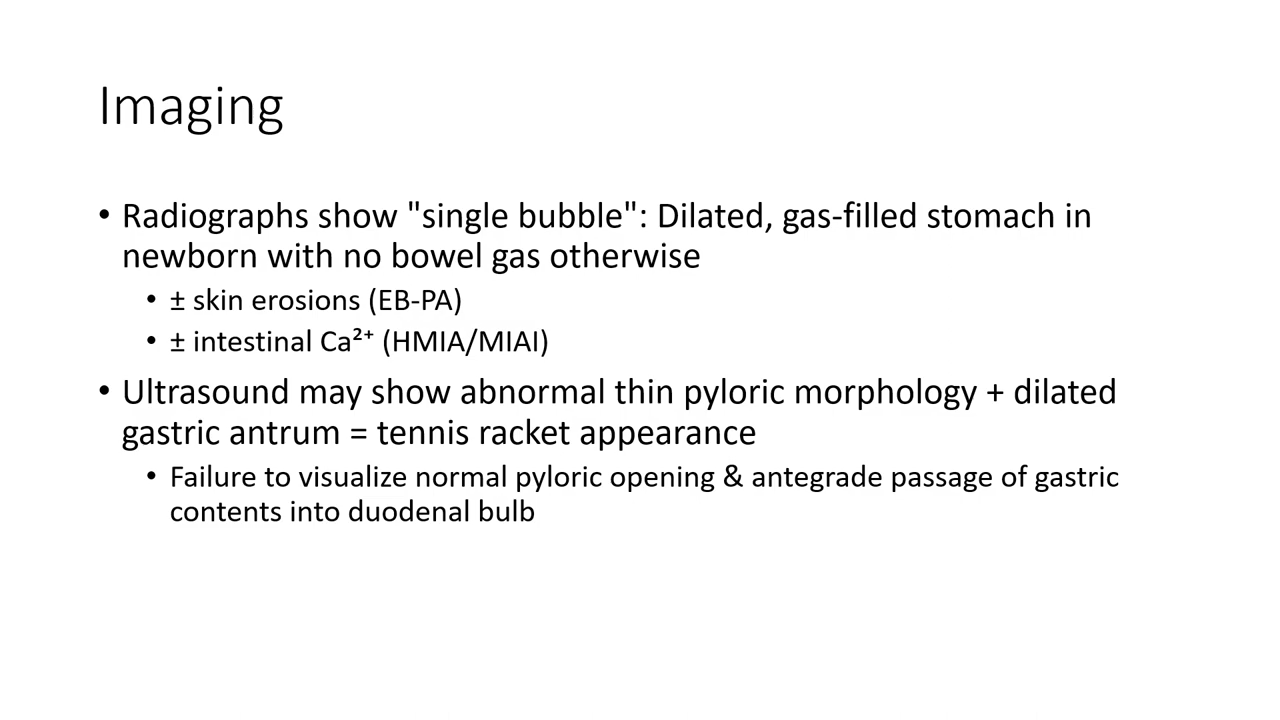 Imaging
• Radiographs show "single bubble": Dilated, gas-filled stomach in
newborn with no bowel gas otherwise
• ± skin erosions (EB-PA)
• ± intestinal Ca²⁺ (HMIA/MIAI)
• Ultrasound may show abnormal thin pyloric morphology + dilated
gastric antrum = tennis racket appearance
• Failure to visualize normal pyloric opening & antegrade passage of gastric
contents into duodenal bulb